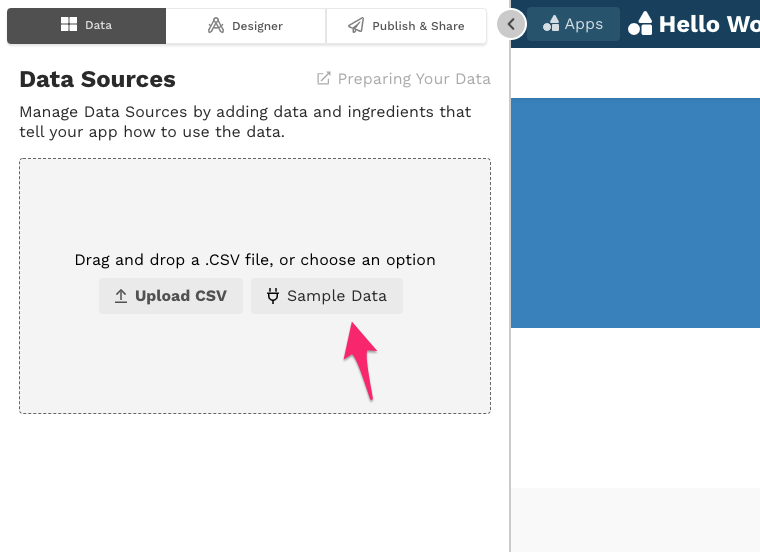 Data
Designer
Publish & Share
Apps
Hello Wo
Data Sources
Preparing Your Data
Manage Data Sources by adding data and ingredients that
tell your app how to use the data.
Drag and drop a .CSV file, or choose an option
Upload CSV
Sample Data